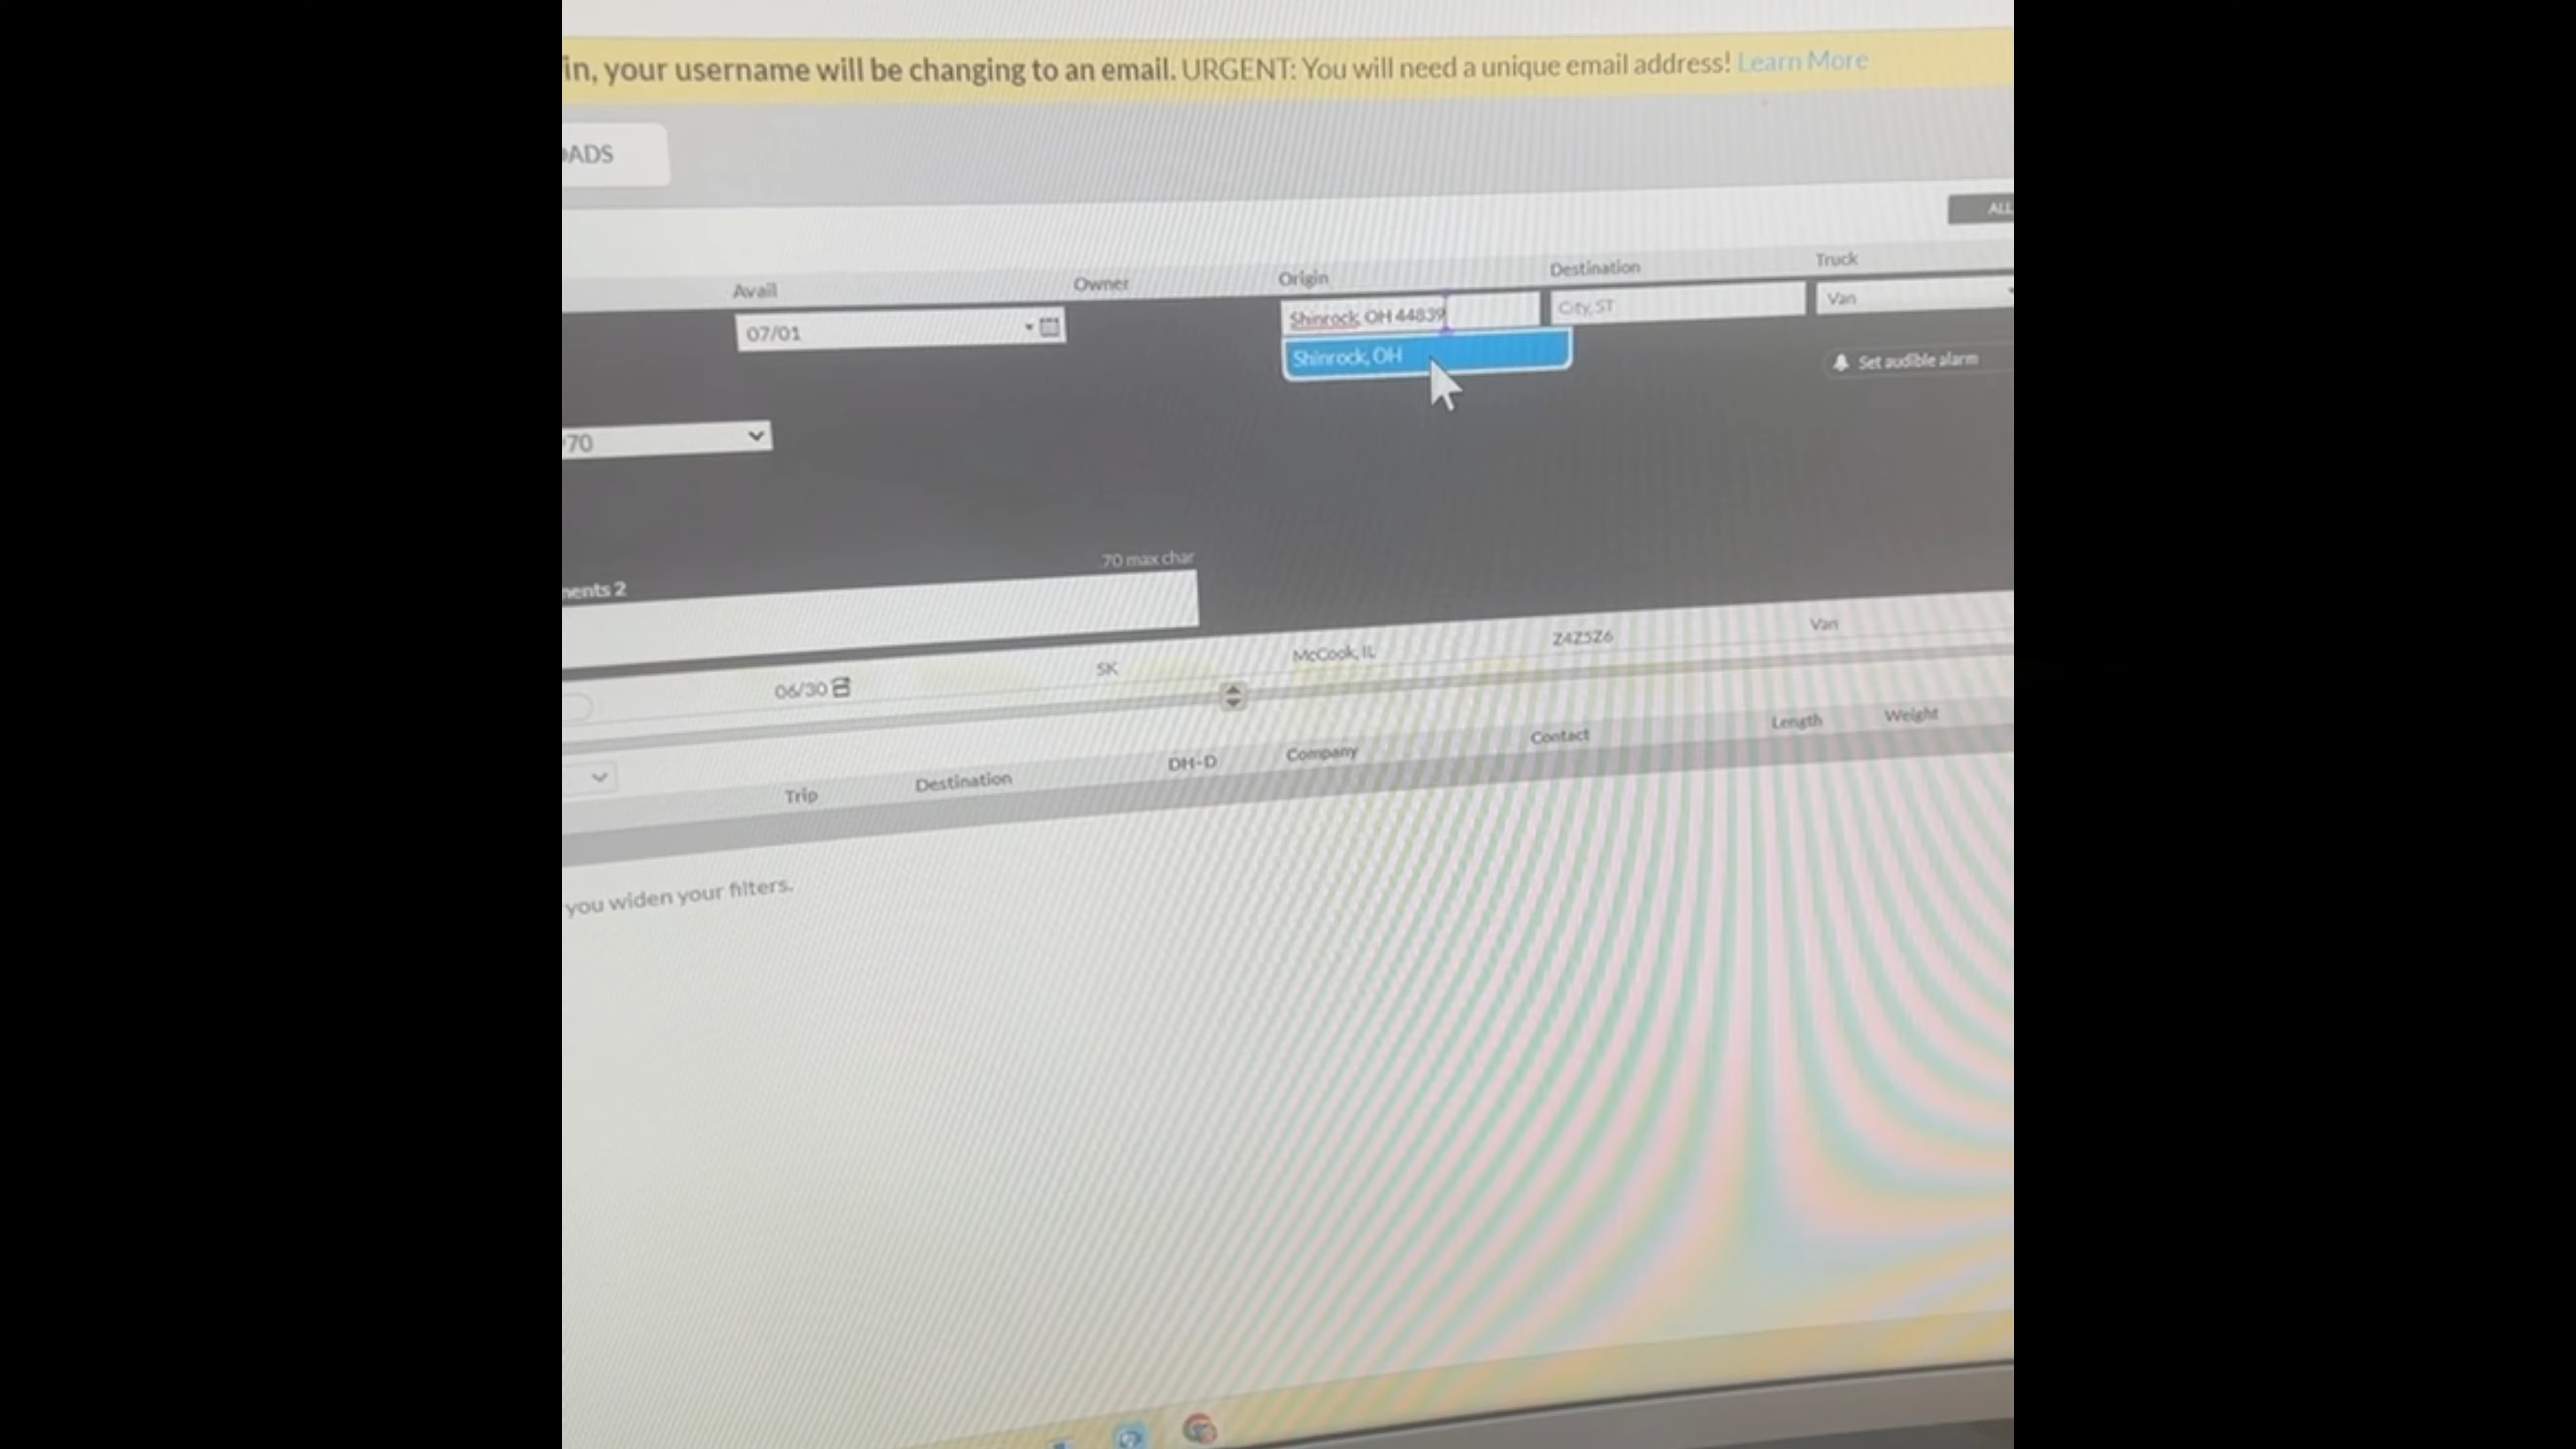 in, your username will be changing to an email. URGENT: You will need a unique email address! Learn More
ADS
ALL
Avail
Owner
Origin
Destination
Truck
07/01
Shinrock, OH 44839
City, ST
Van
Shinrock, OH
Set audible alarm
70
70 max char
ments 2
06/30
SK
McCook, IL
Z4Z5Z6
Van
Trip
Destination
DH-D
Company
Contact
Length
Weight
you widen your filters.